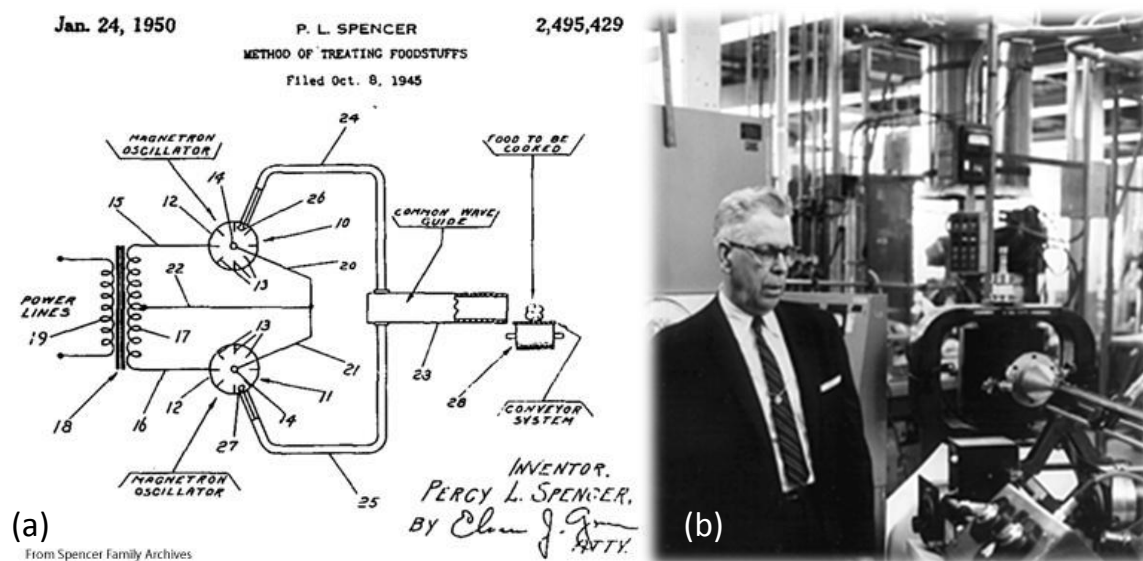 Jan. 24, 1950 P. L. SPENCER 2,495,429
METHOD OF TREATING FOODSTUFFS
Filed Oct. 8, 1945
24
MAGNETRON
OSCILLATOR
FOOD TO BE
COOKED
14
15
12
26
10
COMMON WAVE
GUIDE
13
20
22
POWER
LINES
19
17
13
21
23
28
18
16
12
11
14
27
CONVEYOR
SYSTEM
MAGNETRON
OSCILLATOR
25
INVENTOR.
PERCY L. SPENCER,
BY
ATTY.
(a)
From Spencer Family Archives
(b)